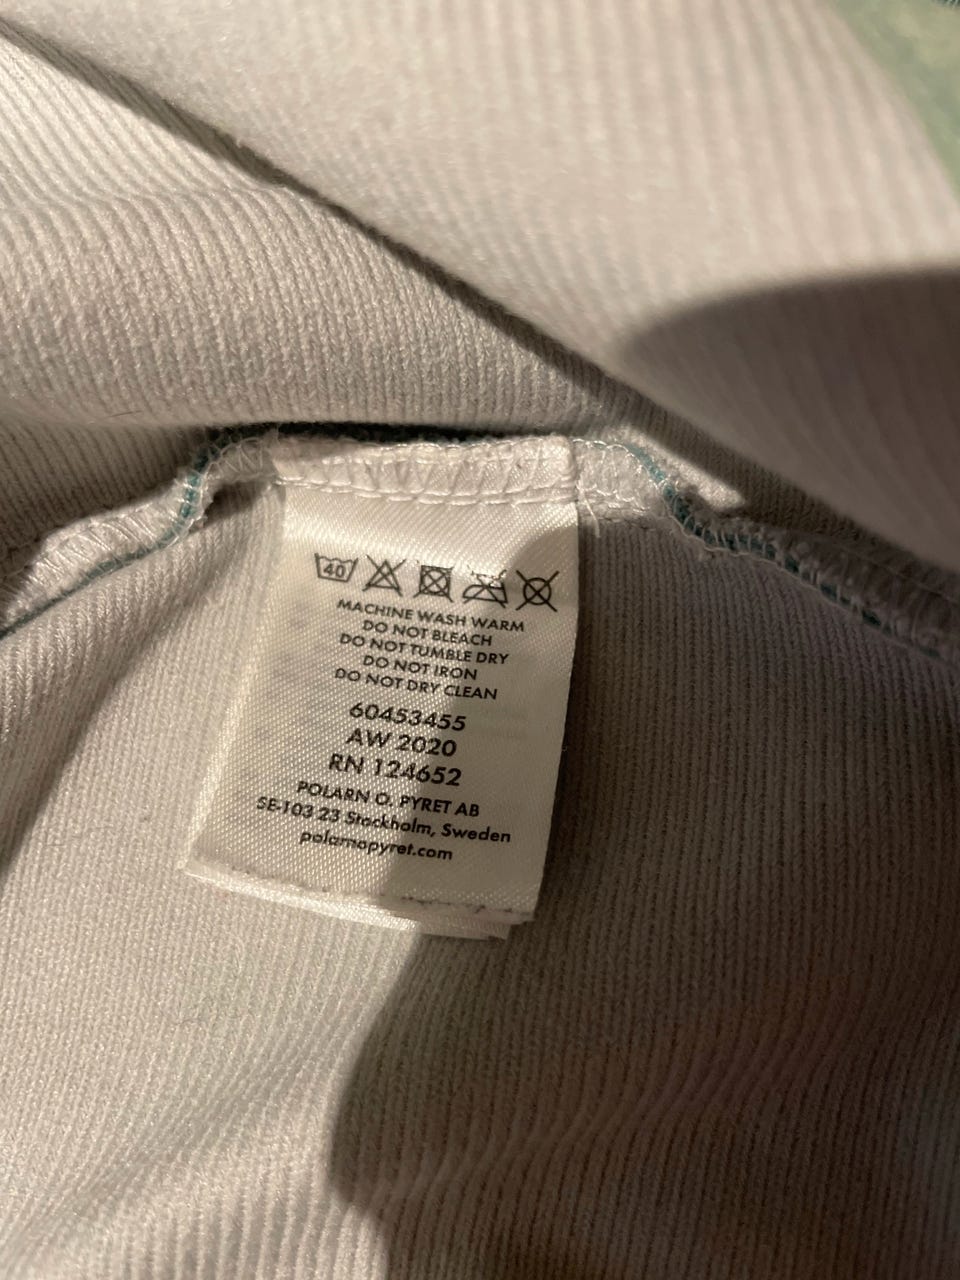 40
MACHINE WASH WARM
DO NOT BLEACH
DO NOT TUMBLE DRY
DO NOT IRON
DO NOT DRY CLEAN
60453455
AW 2020
RN 124652
POLARN O. PYRET AB
SE-103 23 Stockholm, Sweden
polarnopyret.com